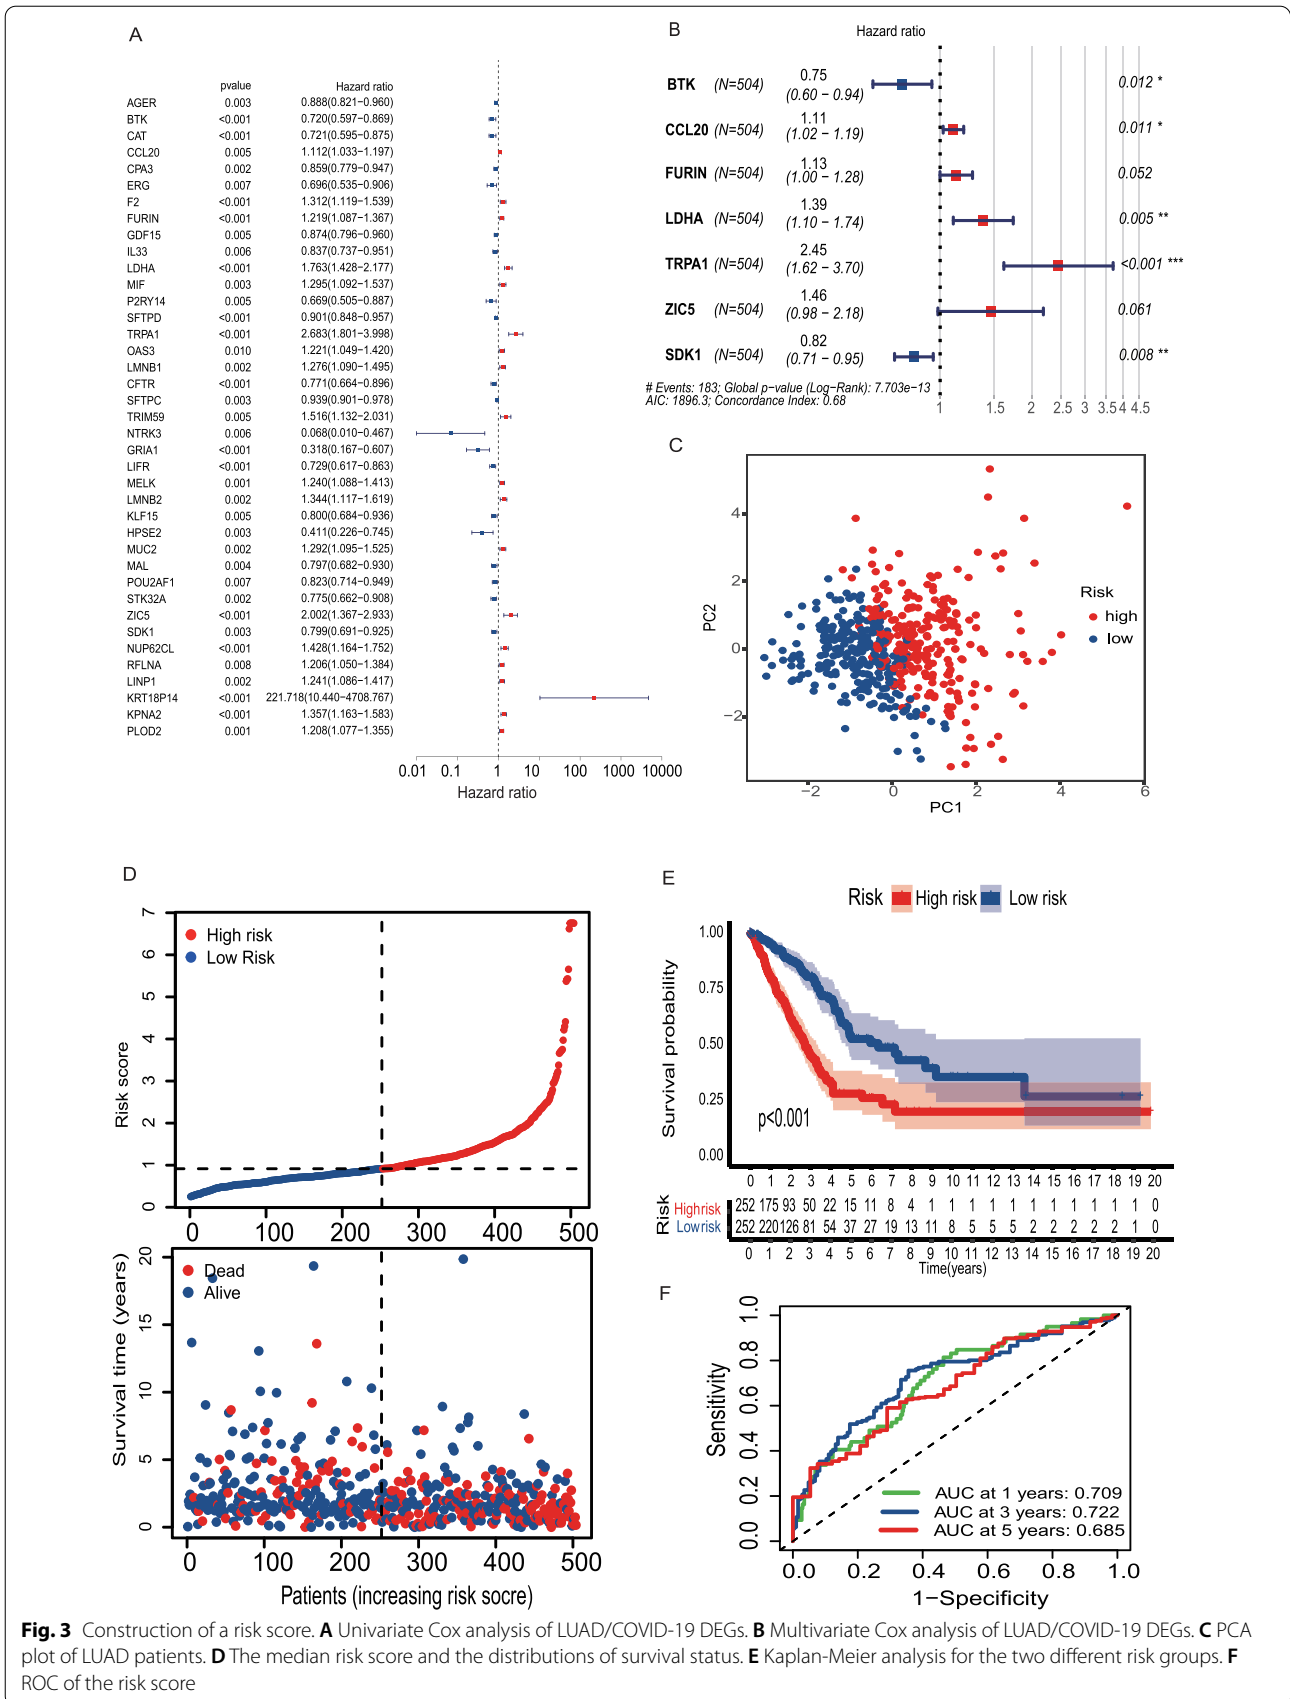 A
pvalue Hazard ratio
AGER 0.003 0.888(0.821−0.960)
BTK <0.001 0.720(0.597−0.869)
CAT <0.001 0.721(0.595−0.875)
CCL20 0.005 1.112(1.033−1.197)
CPA3 0.002 0.859(0.779−0.947)
ERG 0.007 0.696(0.535−0.906)
F2 <0.001 1.312(1.119−1.539)
FURIN <0.001 1.219(1.087−1.367)
GDF15 0.005 0.874(0.796−0.960)
IL33 0.006 0.837(0.737−0.951)
LDHA <0.001 1.763(1.428−2.177)
MIF 0.003 1.295(1.092−1.537)
P2RY14 0.005 0.669(0.505−0.887)
SFTPD <0.001 0.901(0.848−0.957)
TRPA1 <0.001 2.683(1.801−3.998)
OAS3 0.010 1.221(1.049−1.420)
LMNB1 0.002 1.276(1.090−1.495)
CFTR <0.001 0.771(0.664−0.896)
SFTPC 0.003 0.939(0.901−0.978)
TRIM59 0.005 1.516(1.132−2.031)
NTRK3 0.006 0.068(0.010−0.467)
GRIA1 <0.001 0.318(0.167−0.607)
LIFR <0.001 0.729(0.617−0.863)
MELK 0.001 1.240(1.088−1.413)
LMNB2 0.002 1.344(1.117−1.619)
KLF15 0.005 0.800(0.684−0.936)
HPSE2 0.003 0.411(0.226−0.745)
MUC2 0.002 1.292(1.095−1.525)
MAL 0.004 0.797(0.682−0.930)
POU2AF1 0.007 0.823(0.714−0.949)
STK32A 0.002 0.775(0.662−0.908)
ZIC5 <0.001 2.002(1.367−2.933)
SDK1 0.003 0.799(0.691−0.925)
NUP62CL <0.001 1.428(1.164−1.752)
RFLNA 0.008 1.206(1.050−1.384)
LINP1 0.002 1.241(1.086−1.417)
KRT18P14 <0.001 221.718(10.440−4708.767)
KPNA2 <0.001 1.357(1.163−1.583)
PLOD2 0.001 1.208(1.077−1.355)
0.01 0.1 1 10 100 1000 10000
Hazard ratio
B
Hazard ratio
BTK (N=504) 0.75 (0.60 − 0.94) 0.012 *
CCL20 (N=504) 1.11 (1.02 − 1.19) 0.011 *
FURIN (N=504) 1.13 (1.00 − 1.28) 0.052
LDHA (N=504) 1.39 (1.10 − 1.74) 0.005 **
TRPA1 (N=504) 2.45 (1.62 − 3.70) <0.001 ***
ZIC5 (N=504) 1.46 (0.98 − 2.18) 0.061
SDK1 (N=504) 0.82 (0.71 − 0.95) 0.008 **
# Events: 183; Global p−value (Log−Rank): 7.703e−13
AIC: 1896.3; Concordance Index: 0.68
1 1.5 2 2.5 3 3.5 4 4.5
C
PC2
4
2
0
−2
Risk
high
low
−2 0 2 4 6
PC1
D
Risk score
7
6
5
4
3
2
1
0
High risk
Low Risk
0 100 200 300 400 500
Survival time (years)
20
15
10
5
0
Dead
Alive
0 100 200 300 400 500
Patients (increasing risk socre)
E
Risk High risk Low risk
Survival probability
1.00
0.75
0.50
0.25
0.00
p<0.001
0 1 2 3 4 5 6 7 8 9 10 11 12 13 14 15 16 17 18 19 20
Risk
Highrisk 252 175 93 50 22 15 11 8 4 1 1 1 1 1 1 1 1 1 1 1 0
Lowrisk 252 220 126 81 54 37 27 19 13 11 8 5 5 5 2 2 2 2 2 1 0
0 1 2 3 4 5 6 7 8 9 10 11 12 13 14 15 16 17 18 19 20
Time(years)
F
Sensitivity
1.0
0.8
0.6
0.4
0.2
0.0
AUC at 1 years: 0.709
AUC at 3 years: 0.722
AUC at 5 years: 0.685
0.0 0.2 0.4 0.6 0.8 1.0
1−Specificity
Fig. 3 Construction of a risk score. A Univariate Cox analysis of LUAD/COVID-19 DEGs. B Multivariate Cox analysis of LUAD/COVID-19 DEGs. C PCA
plot of LUAD patients. D The median risk score and the distributions of survival status. E Kaplan-Meier analysis for the two different risk groups. F
ROC of the risk score